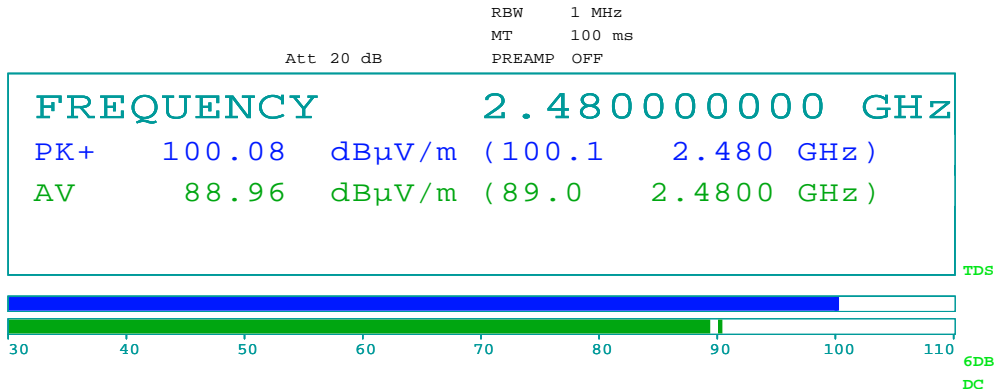 RBW 1 MHz
MT 100 ms
Att 20 dB PREAMP OFF
FREQUENCY 2.480000000 GHz
PK+ 100.08 dBµV/m (100.1 2.480 GHz)
AV 88.96 dBµV/m (89.0 2.4800 GHz)
TDS
30 40 50 60 70 80 90 100 110
6DB
DC